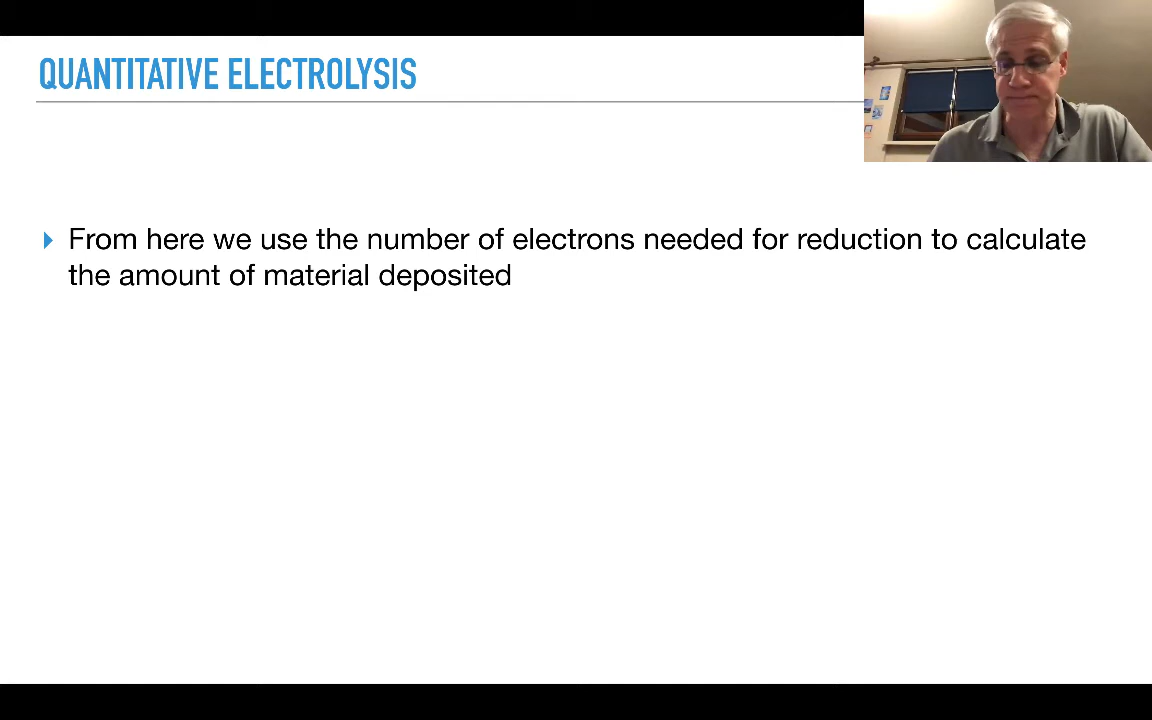 QUANTITATIVE ELECTROLYSIS
From here we use the number of electrons needed for reduction to calculate
the amount of material deposited